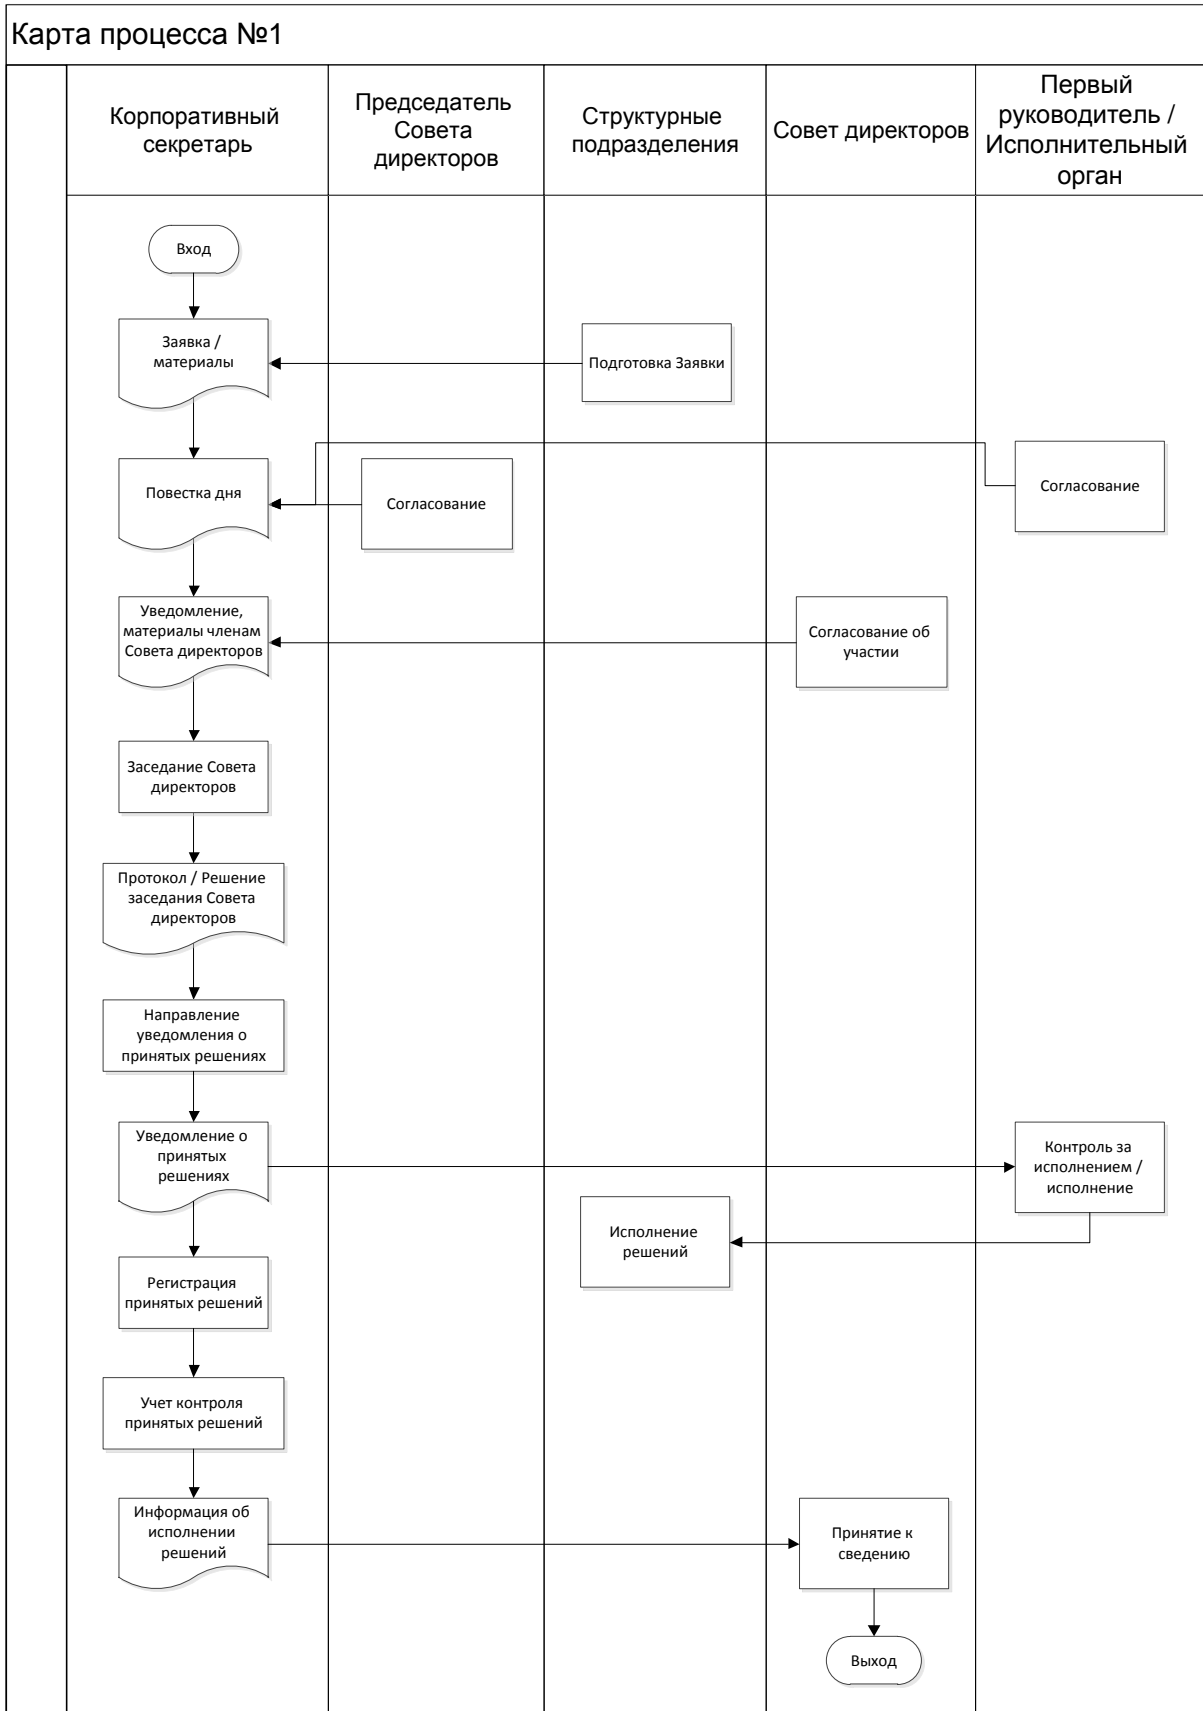 Карта процесса №1
Корпоративный
секретарь
Председатель
Совета
директоров
Структурные
подразделения
Совет директоров
Первый
руководитель /
Исполнительный
орган
Вход
Заявка /
материалы
Подготовка Заявки
Повестка дня
Согласование
Согласование
Уведомление,
материалы членам
Совета директоров
Согласование об
участии
Заседание Совета
директоров
Протокол / Решение
заседания Совета
директоров
Направление
уведомления о
принятых решениях
Уведомление о
принятых
решениях
Контроль за
исполнением /
исполнение
Исполнение
решений
Регистрация
принятых решений
Учет контроля
принятых решений
Информация об
исполнении
решений
Принятие к
сведению
Выход